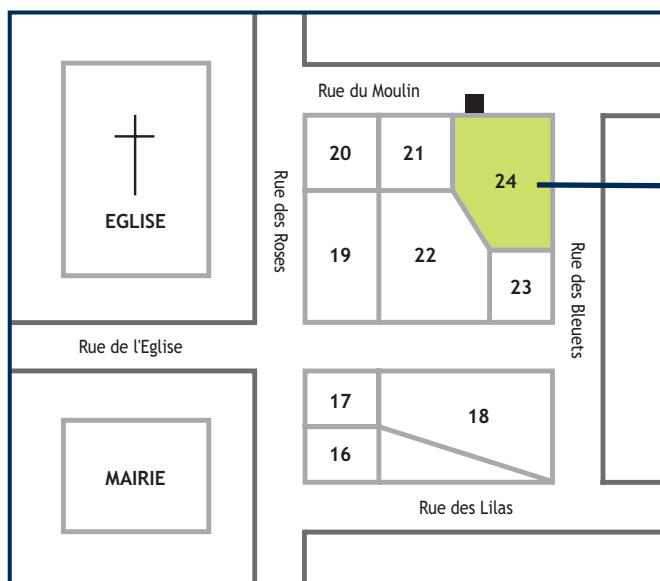 Rue du Moulin
20
21
24
EGLISE
Rue des Roses
19
22
23
Rue des Bleuets
Rue de l'Eglise
17
18
16
MAIRIE
Rue des Lilas